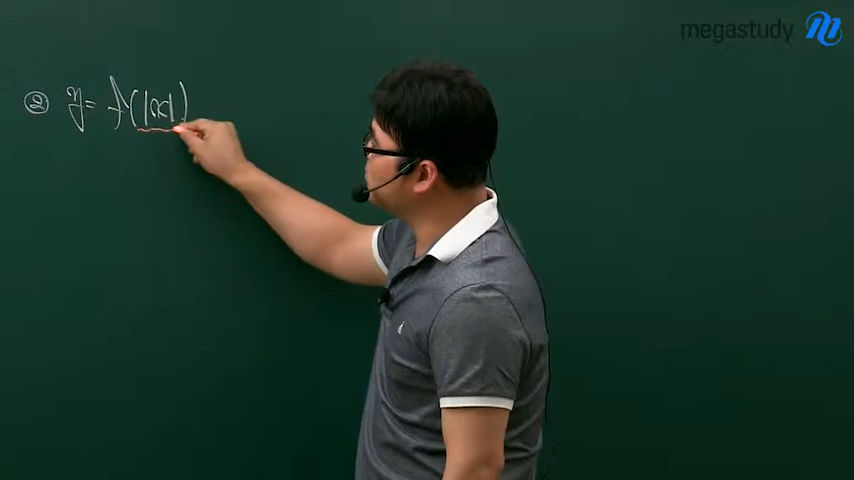 megastudy
② y = f(|x|)